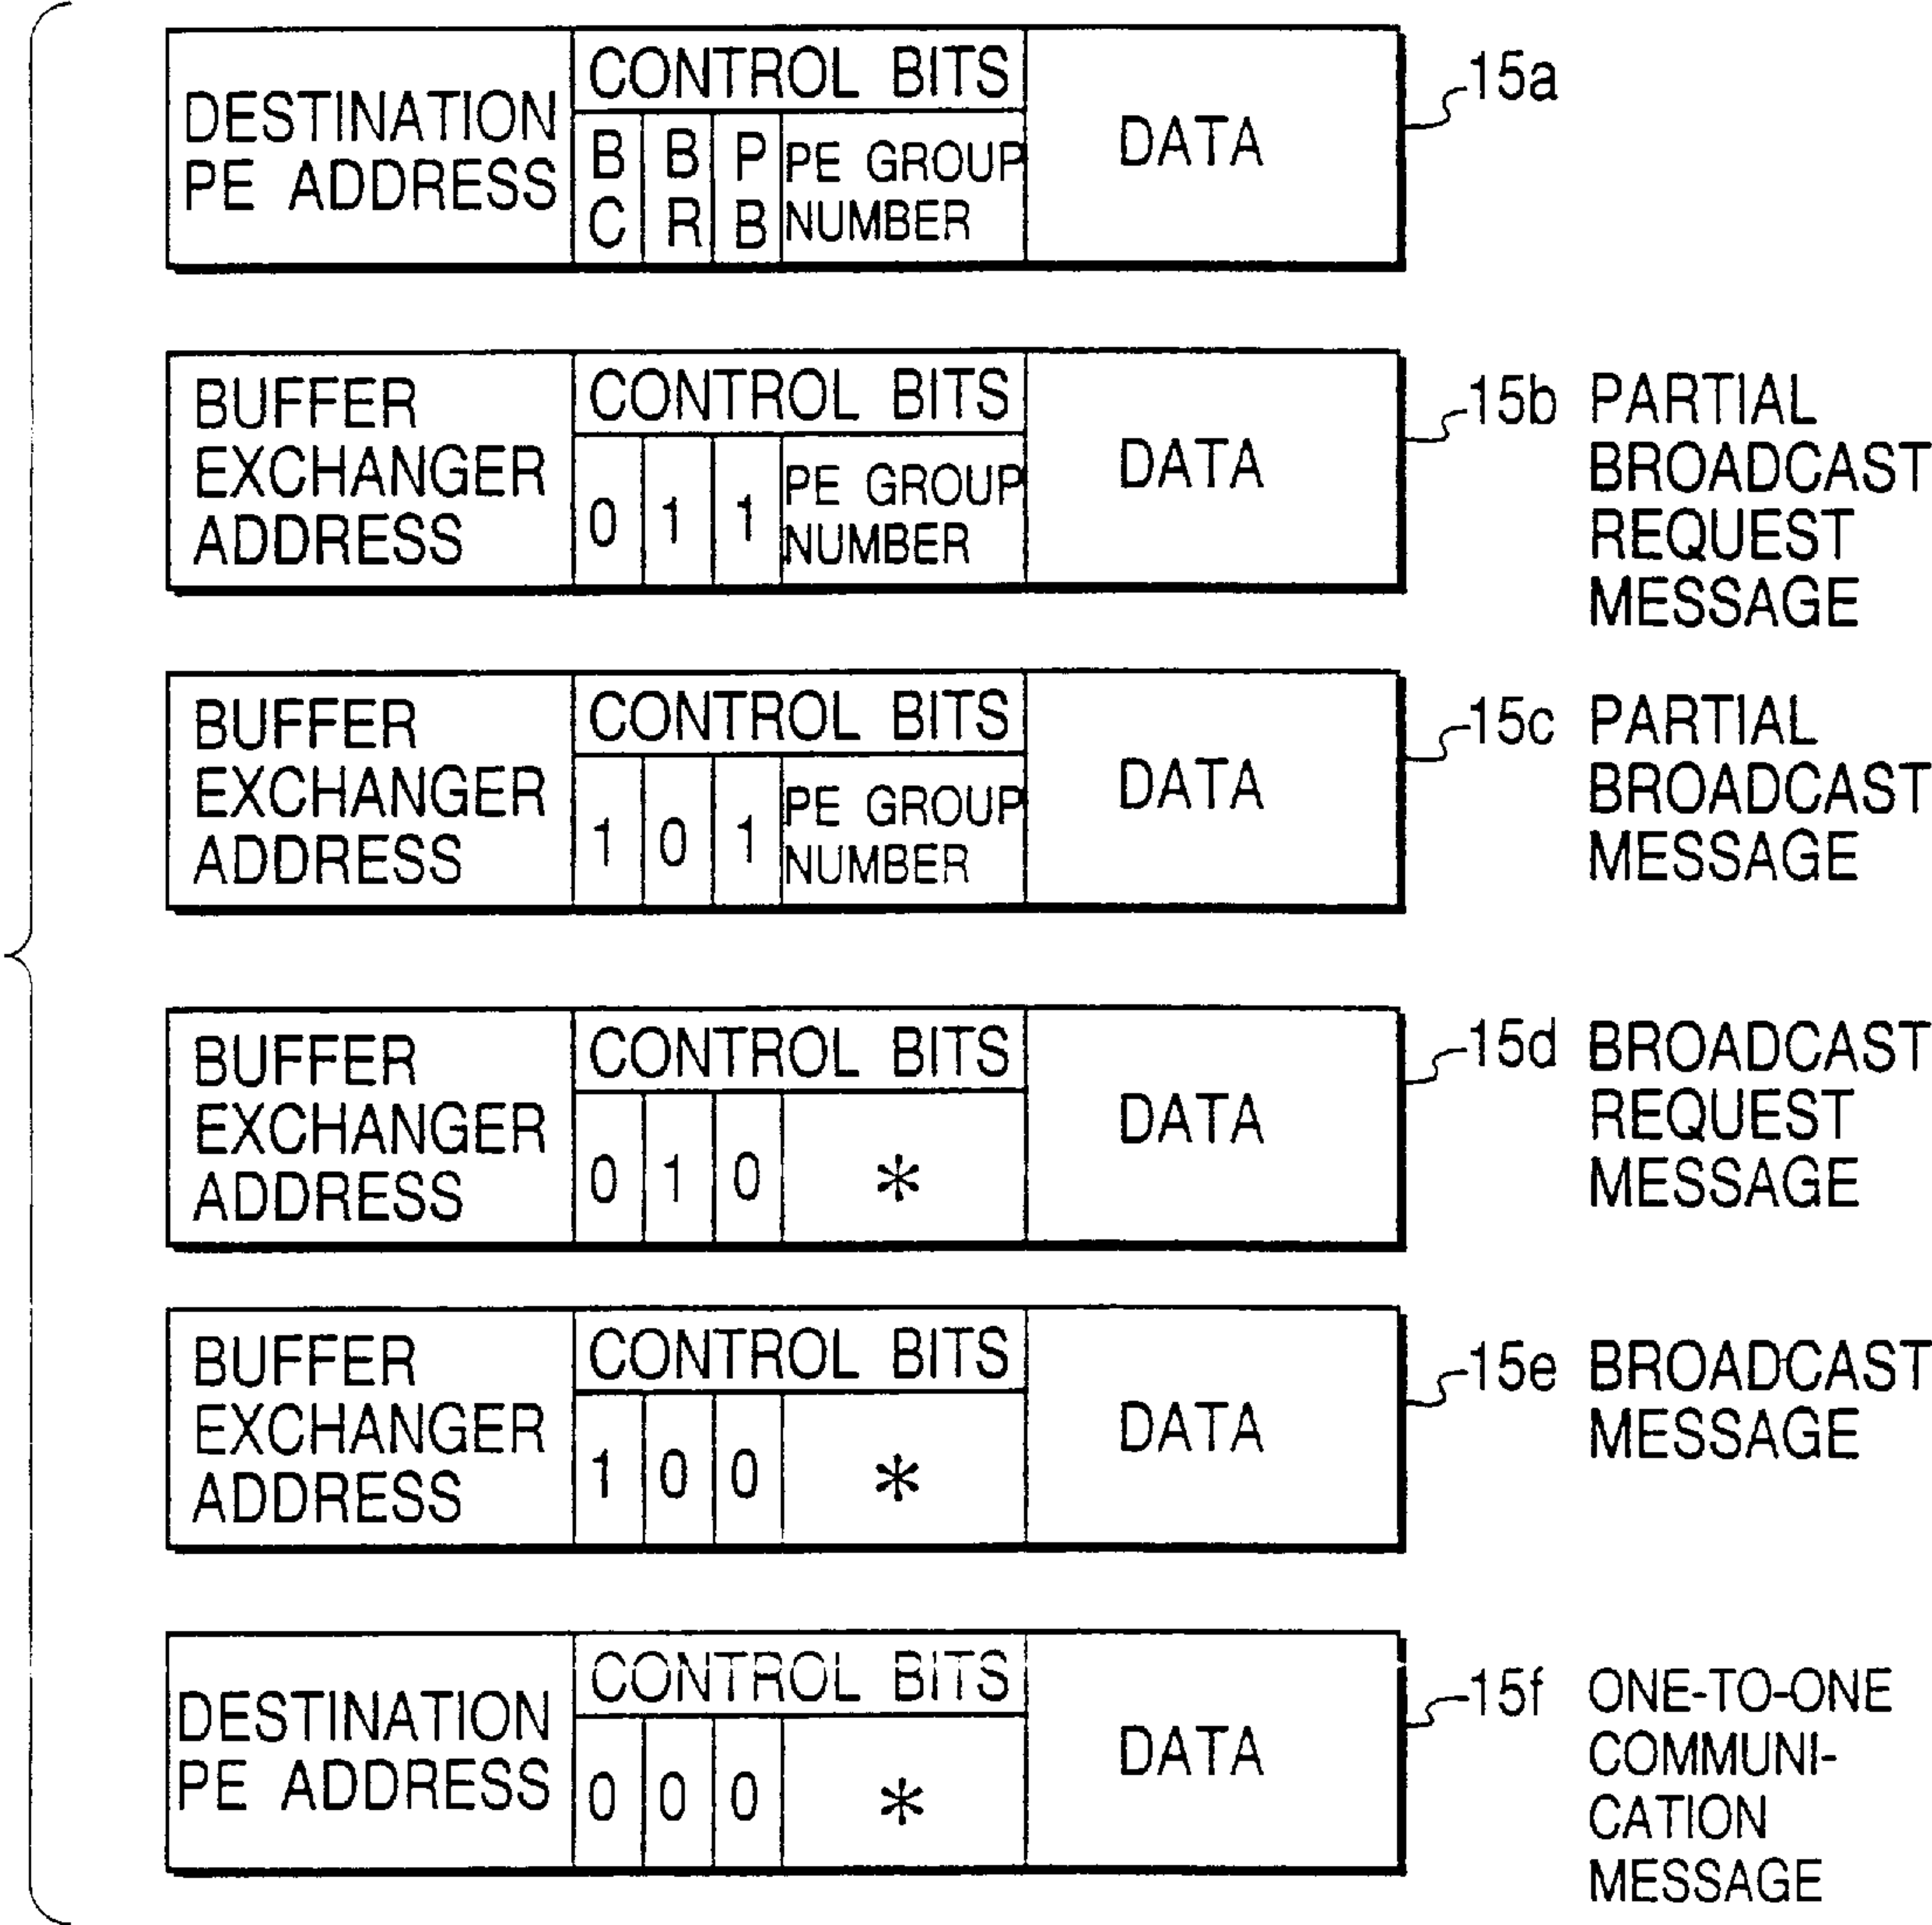 DESTINATION
PE ADDRESS
CONTROL BITS
BC
BR
PB
PE GROUP
NUMBER
DATA
15a
BUFFER
EXCHANGER
ADDRESS
CONTROL BITS
0 1 1
PE GROUP
NUMBER
DATA
15b
PARTIAL
BROADCAST
REQUEST
MESSAGE
BUFFER
EXCHANGER
ADDRESS
CONTROL BITS
1 0 1
PE GROUP
NUMBER
DATA
15c
PARTIAL
BROADCAST
MESSAGE
BUFFER
EXCHANGER
ADDRESS
CONTROL BITS
0 1 0 *
DATA
15d
BROADCAST
REQUEST
MESSAGE
BUFFER
EXCHANGER
ADDRESS
CONTROL BITS
1 0 0 *
DATA
15e
BROADCAST
MESSAGE
DESTINATION
PE ADDRESS
CONTROL BITS
0 0 0 *
DATA
15f
ONE-TO-ONE
COMMUNI-
CATION
MESSAGE